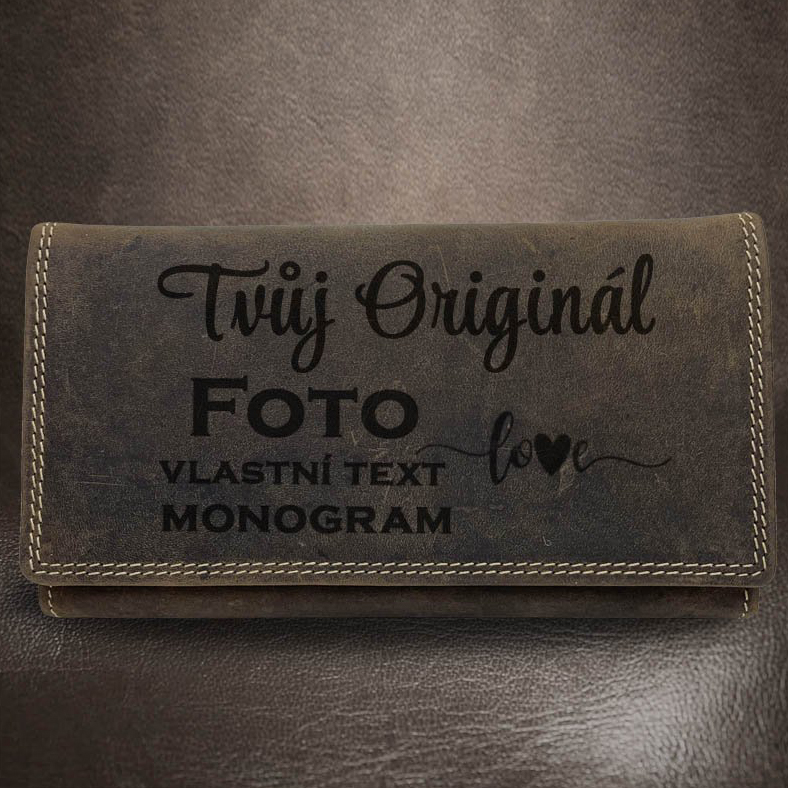 Tvůj Originál
FOTO
VLASTNÍ TEXT
MONOGRAM
love